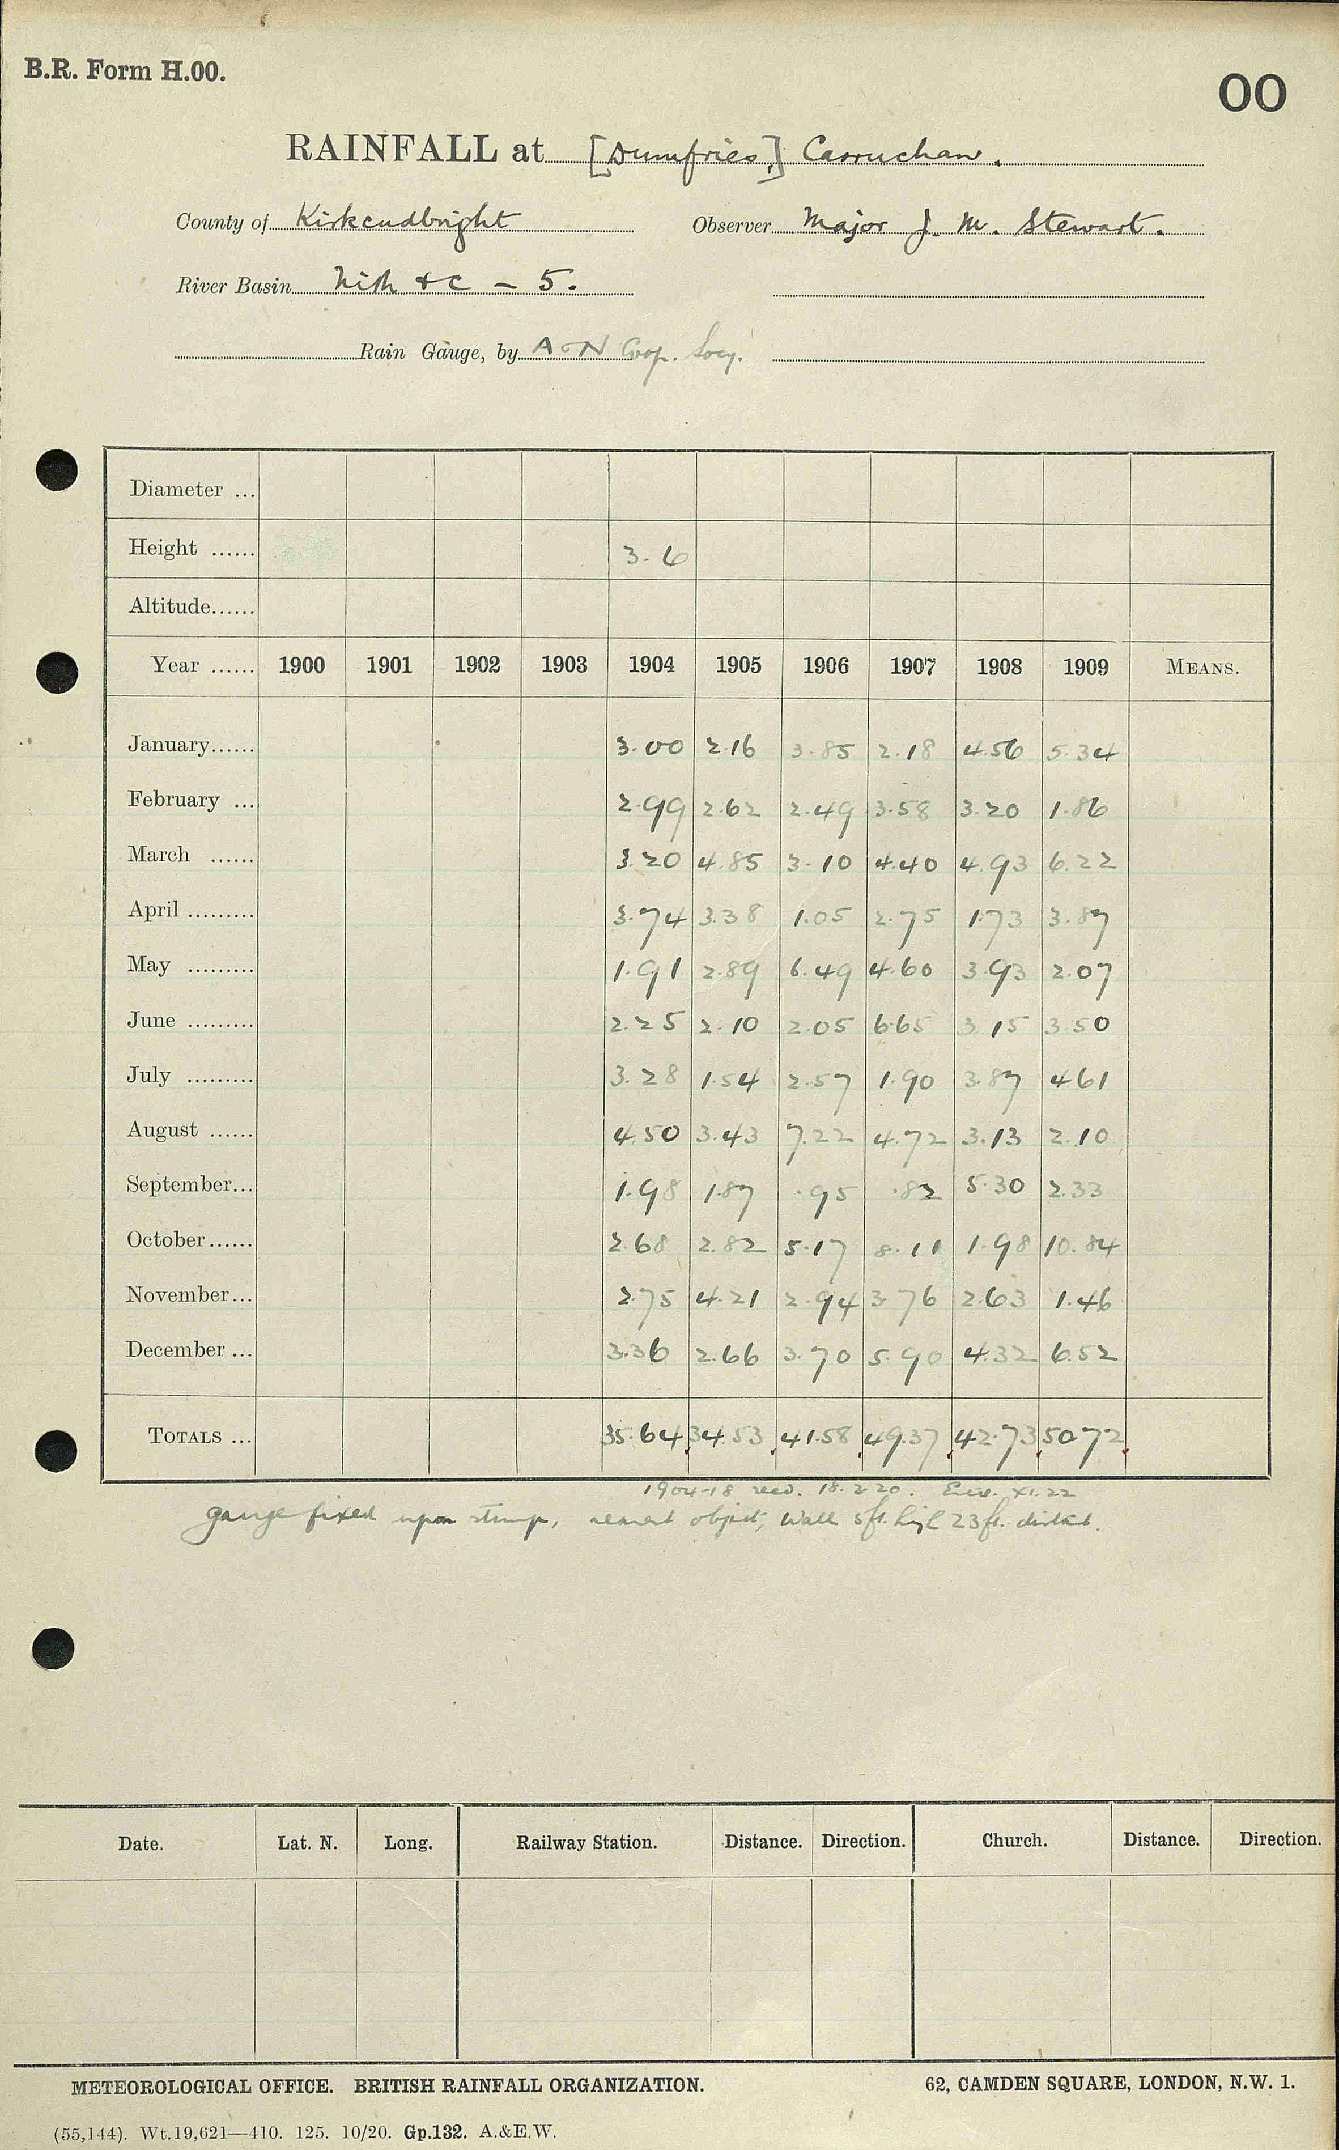 B.R. Form H.00.
00
RAINFALL at [Dumfries,] Carruchan.
County of Kirkcudbright Observer Major J. M. Stewart.
River Basin Nith &c - 5.
Rain Gauge, by A & N Coop. Socy.
Diameter ...
Height ...... 3.6
Altitude......
Year ...... 1900 1901 1902 1903 1904 1905 1906 1907 1908 1909 MEANS.
January...... 3.00 2.16 3.85 2.18 4.56 5.34
February ... 2.99 2.62 2.49 3.58 3.20 1.86
March ...... 3.20 4.85 3.10 4.40 4.93 6.22
April ......... 3.74 3.38 1.05 2.75 1.73 3.87
May ......... 1.91 2.89 6.49 4.60 3.93 2.07
June ......... 2.25 2.10 2.05 6.65 3.15 3.50
July ......... 3.28 1.54 2.57 1.90 3.87 4.61
August ...... 4.50 3.43 7.22 4.72 3.13 2.10
September... 1.98 1.87 .95 .82 5.30 2.33
October...... 2.68 2.82 5.17 8.11 1.98 10.84
November... 2.75 4.21 2.94 3.76 2.63 1.46
December ... 3.36 2.66 3.70 5.90 4.32 6.52
TOTALS ... 35.64 34.53 41.58 49.37 42.73 50.72
1904-18 recd. 18.2.20. XI.22
gauge fixed upon stump, nearest object, wall 5ft. high 23ft. distant.
Date. Lat. N. Long. Railway Station. Distance. Direction. Church. Distance. Direction.
METEOROLOGICAL OFFICE. BRITISH RAINFALL ORGANIZATION. 62, CAMDEN SQUARE, LONDON, N.W. 1.
(55,144). Wt.19,621—410. 125. 10/20. Gp.132. A.&E.W.